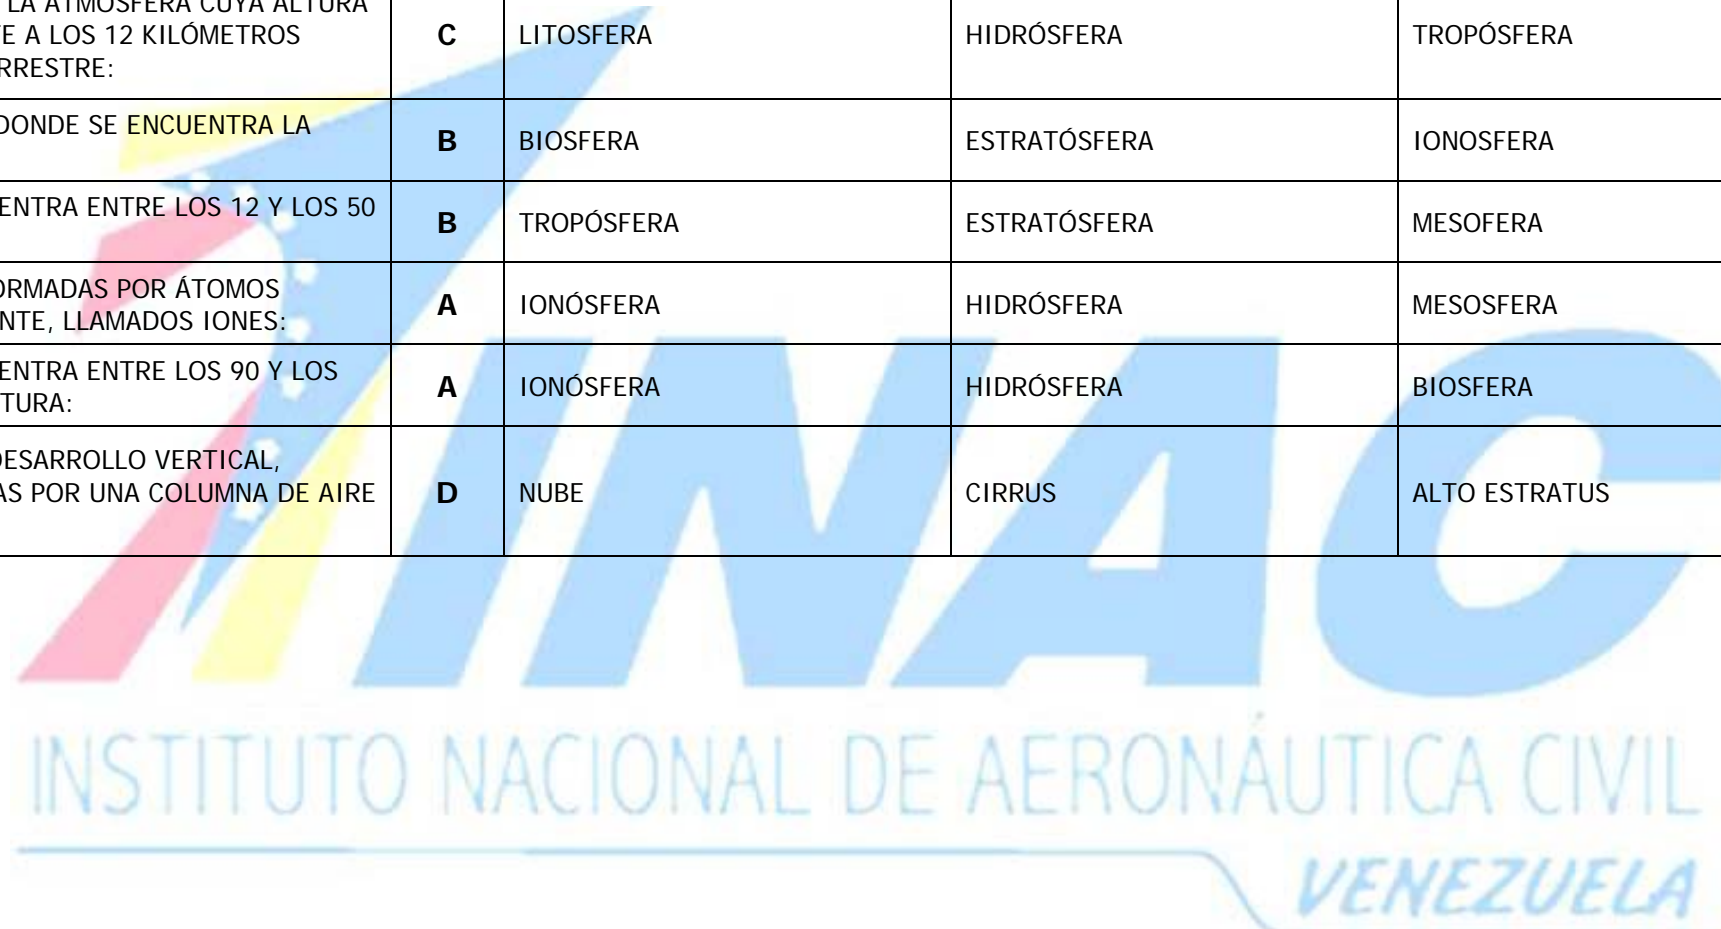 LA ATMÓSFERA CUYA ALTURA
E A LOS 12 KILÓMETROS
RRESTRE:
C
LITOSFERA
HIDRÓSFERA
TROPÓSFERA
DONDE SE ENCUENTRA LA
B
BIOSFERA
ESTRATÓSFERA
IONOSFERA
ENTRA ENTRE LOS 12 Y LOS 50
B
TROPÓSFERA
ESTRATÓSFERA
MESOFERA
ORMADAS POR ÁTOMOS
NTE, LLAMADOS IONES:
A
IONÓSFERA
HIDRÓSFERA
MESOSFERA
ENTRA ENTRE LOS 90 Y LOS
TURA:
A
IONÓSFERA
HIDRÓSFERA
BIOSFERA
DESARROLLO VERTICAL,
AS POR UNA COLUMNA DE AIRE
D
NUBE
CIRRUS
ALTO ESTRATUS
INAC
INSTITUTO NACIONAL DE AERONÁUTICA CIVIL
VENEZUELA